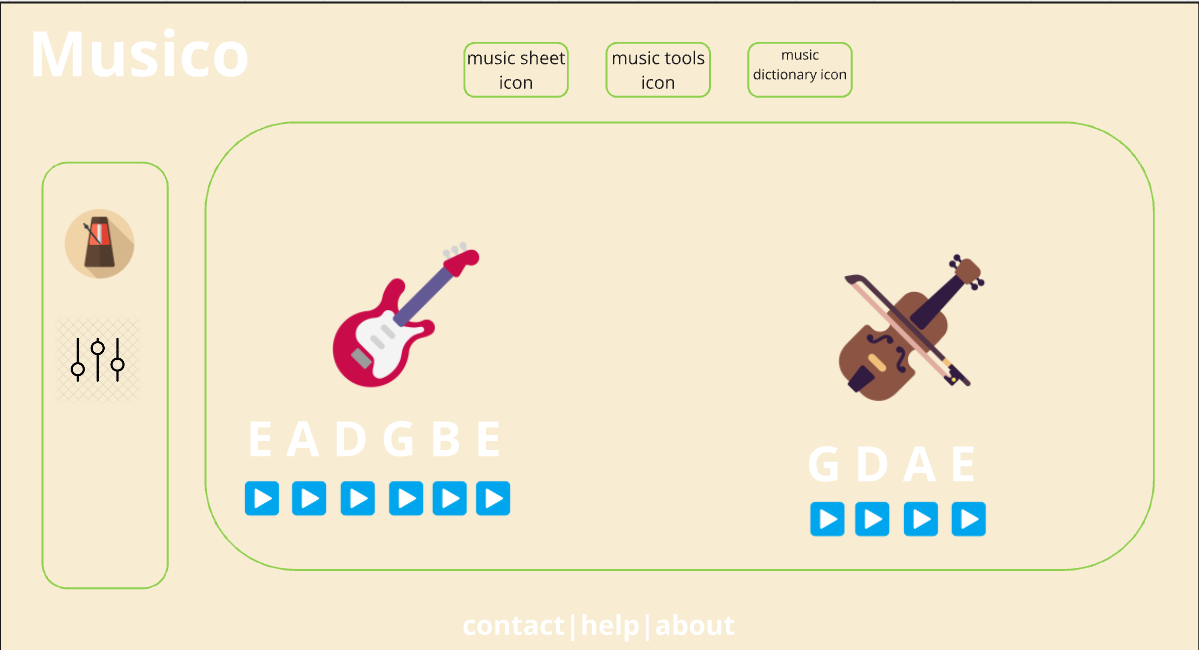 Musico
music sheet
icon
music tools
icon
music
dictionary icon
E A D G B E
G D A E
contact|help|about